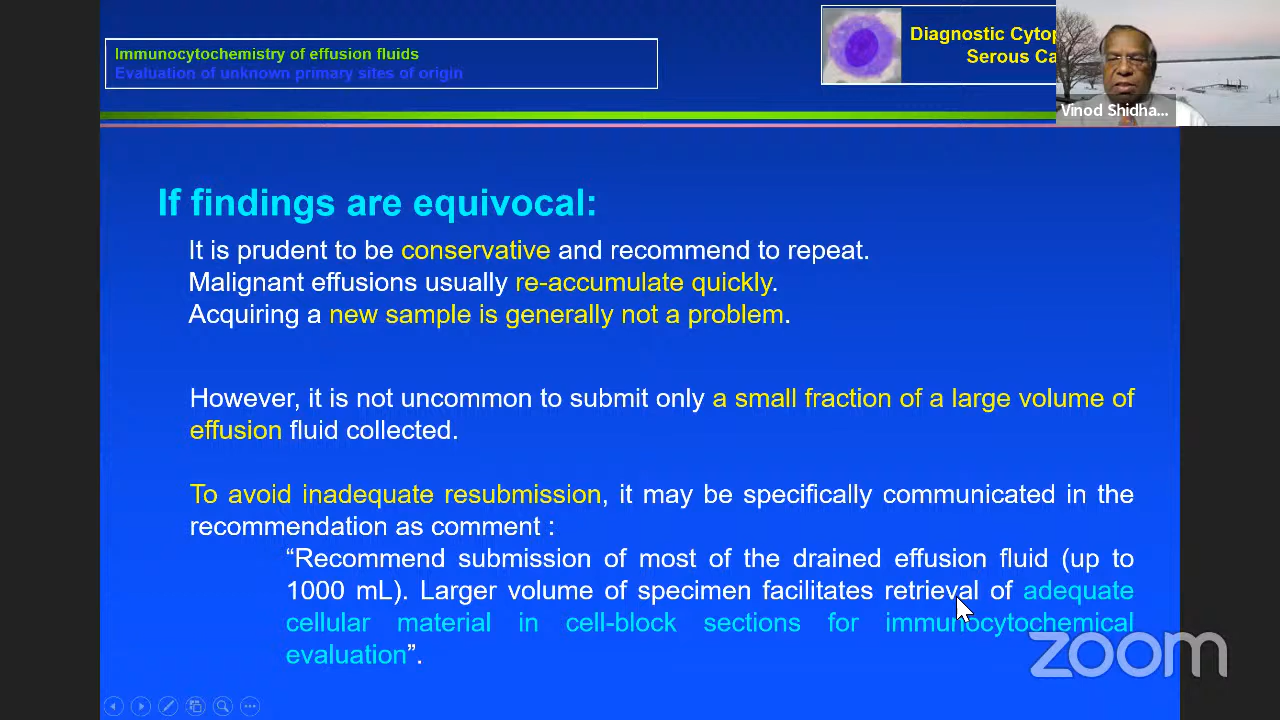 Immunocytochemistry of effusion fluids
Evaluation of unknown primary sites of origin
Diagnostic
Serous
Vinod Shidha...
If findings are equivocal:
It is prudent to be conservative and recommend to repeat.
Malignant effusions usually re-accumulate quickly.
Acquiring a new sample is generally not a problem.
However, it is not uncommon to submit only a small fraction of a large volume of
effusion fluid collected.
To avoid inadequate resubmission, it may be specifically communicated in the
recommendation as comment :
“Recommend submission of most of the drained effusion fluid (up to
1000 mL). Larger volume of specimen facilitates retrieval of adequate
cellular material in cell-block sections for immunocytochemical
evaluation”.
zoom